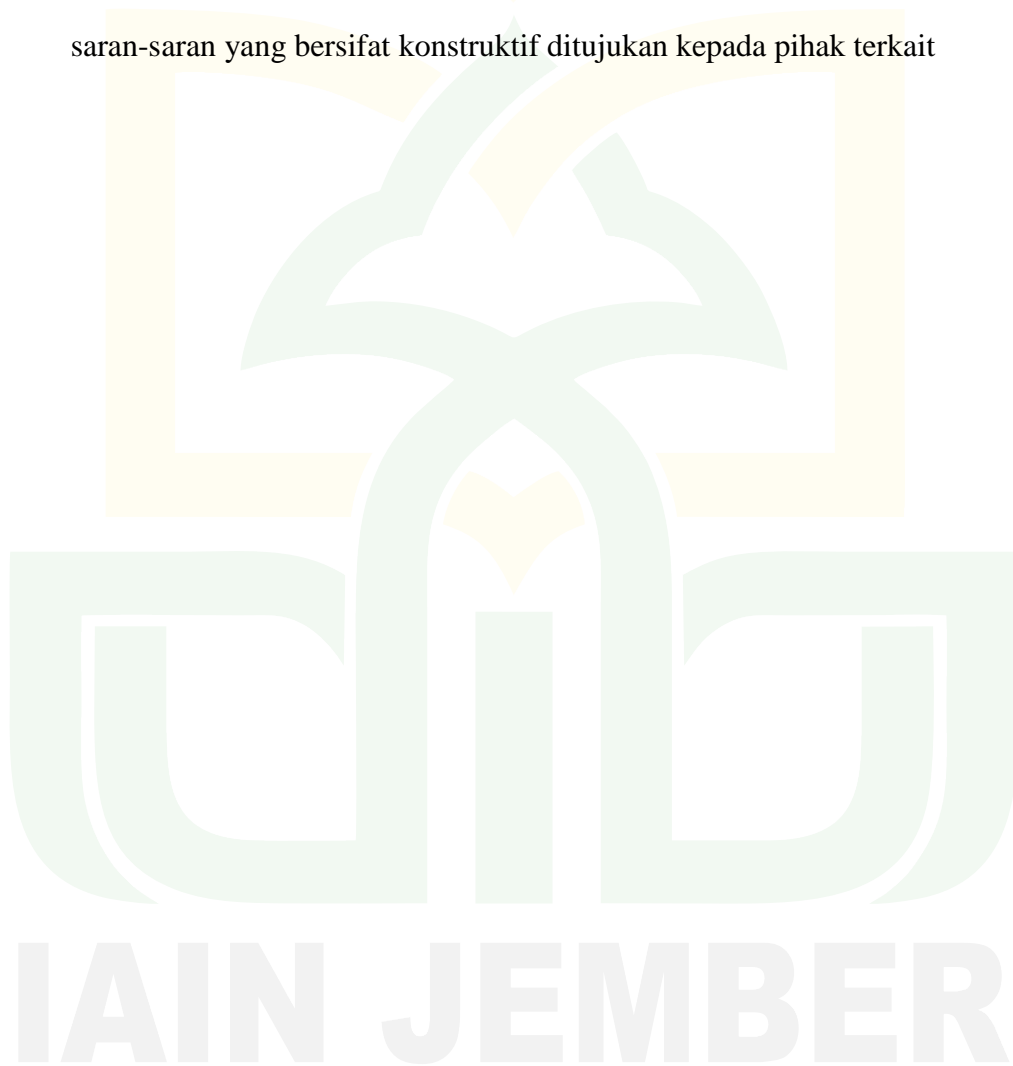 saran-saran yang bersifat konstruktif ditujukan kepada pihak terkait
IAIN JEMBER